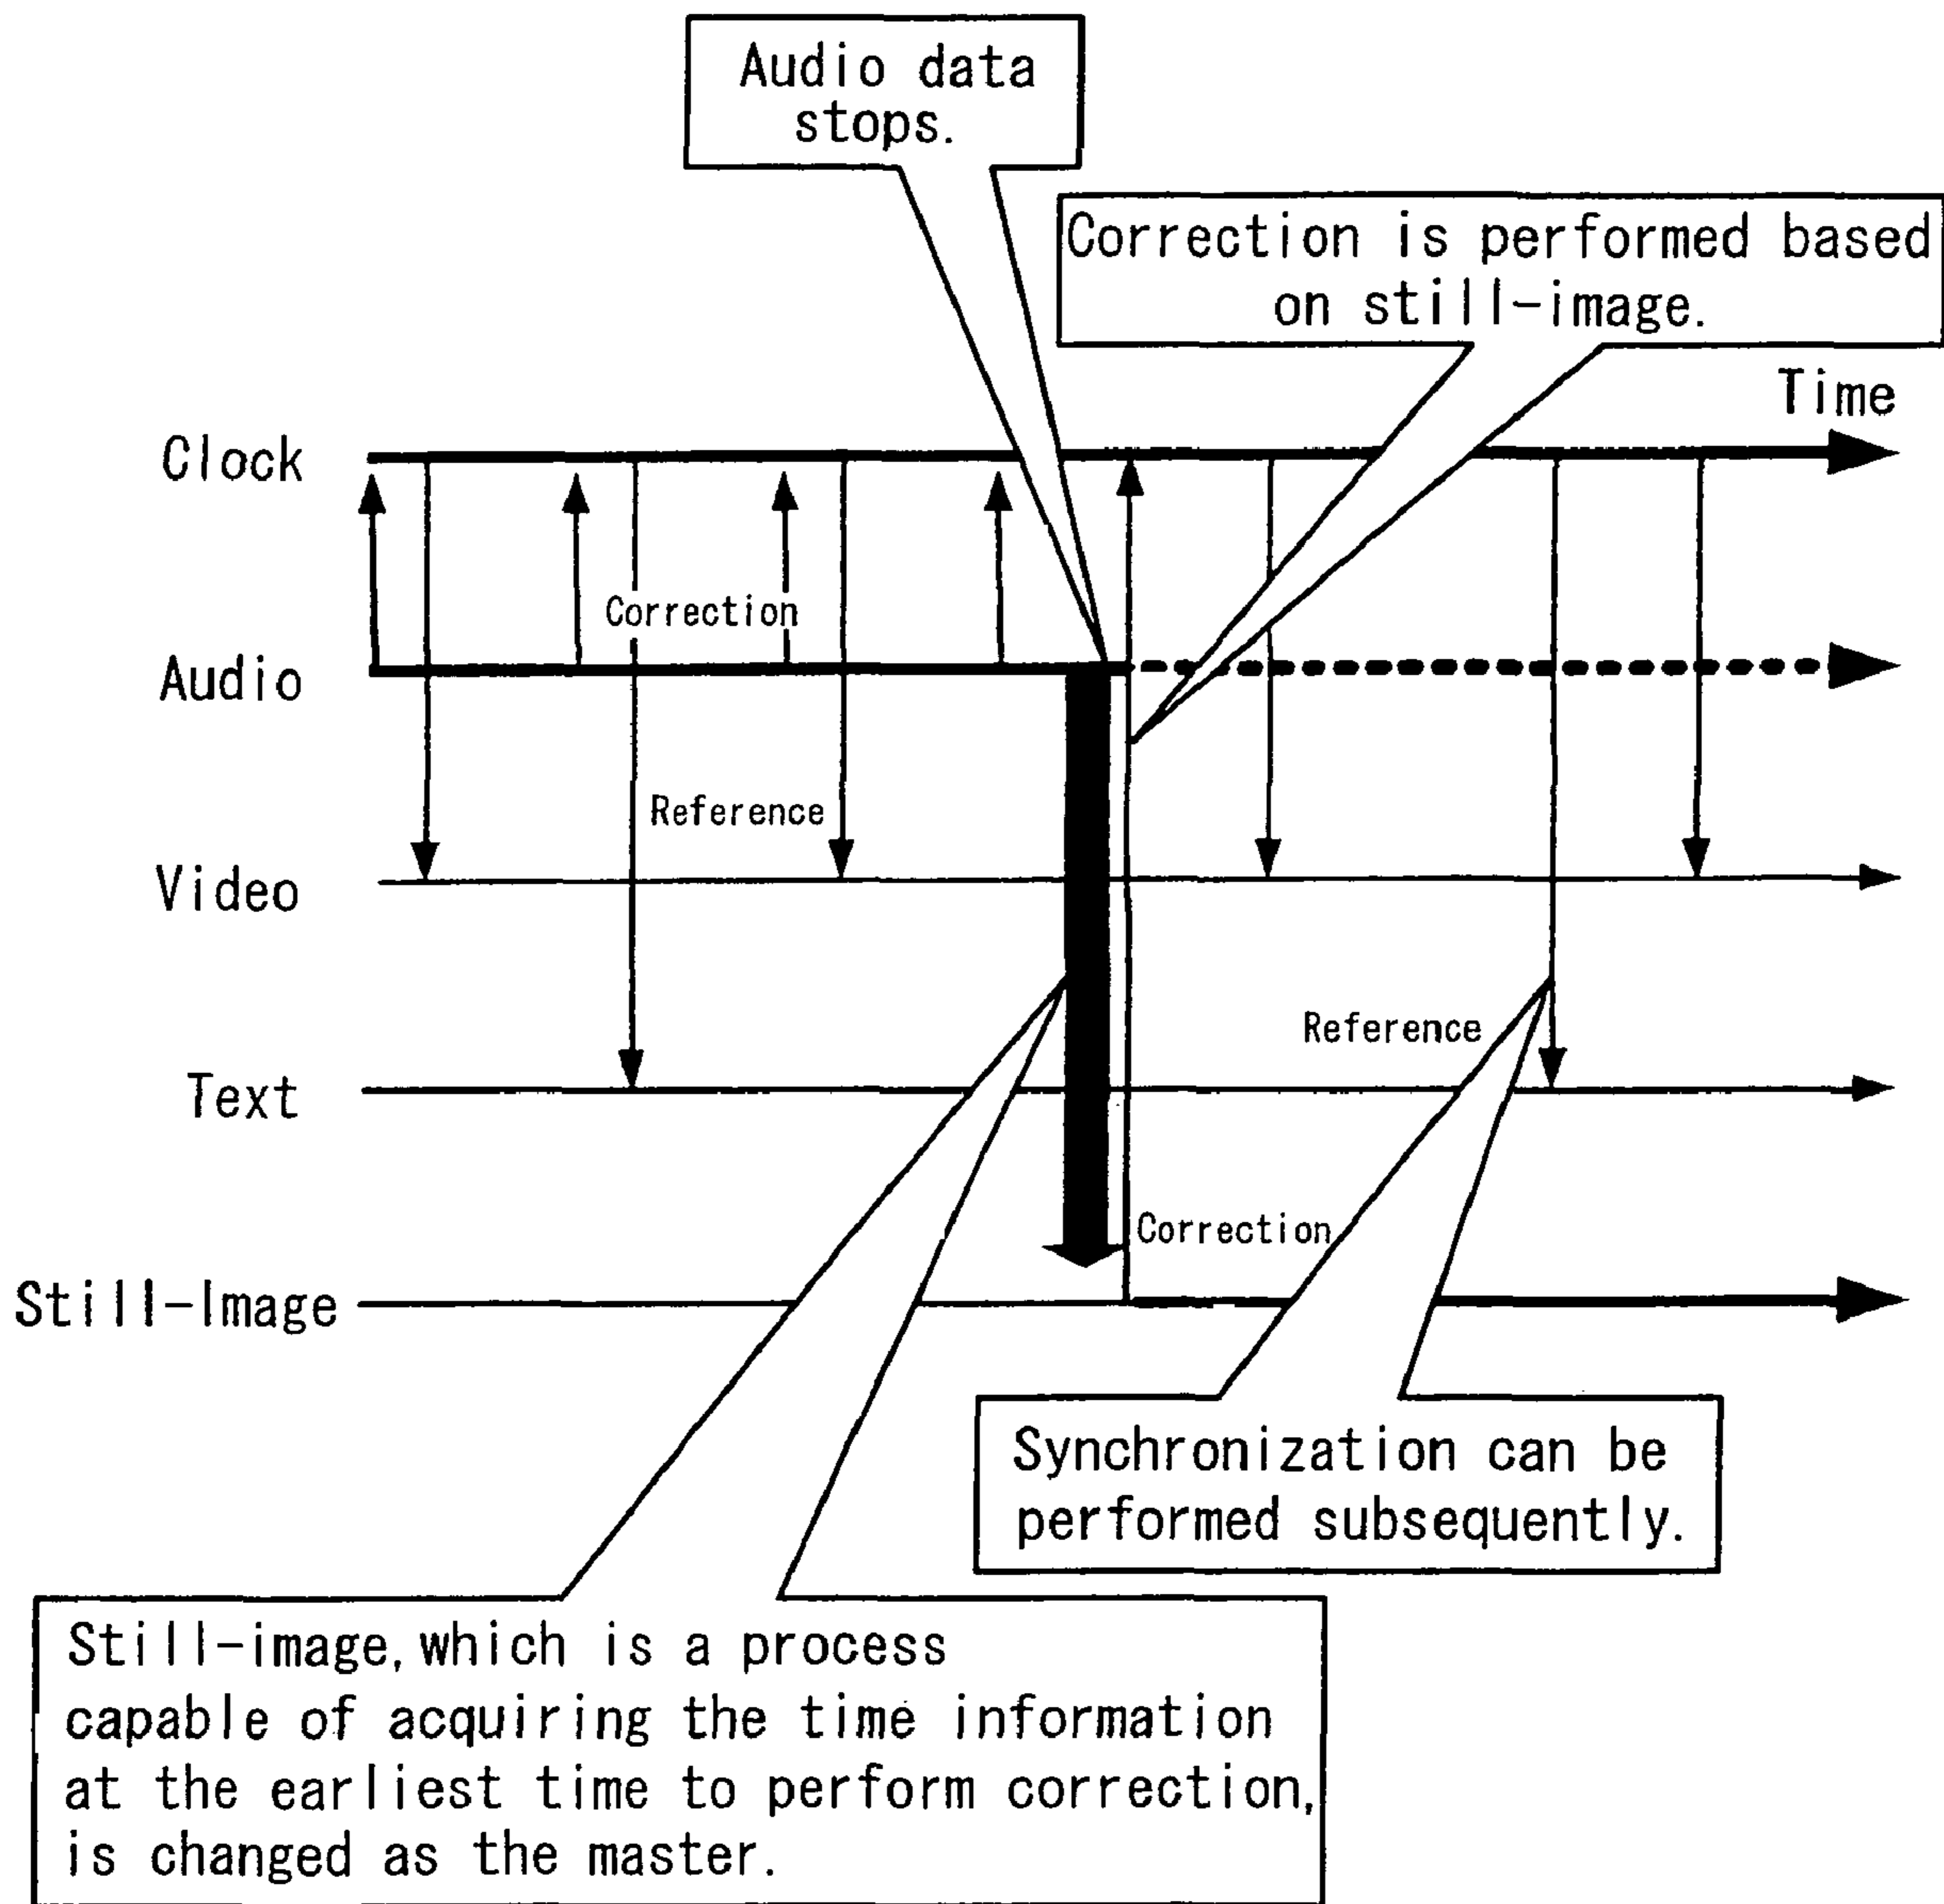 Audio data
stops.
Correction is performed based
on still-image.
Time
Clock
Correction
Audio
Reference
Video
Reference
Text
Correction
Still-Image
Synchronization can be
performed subsequently.
Still-image, which is a process
capable of acquiring the time information
at the earliest time to perform correction,
is changed as the master.